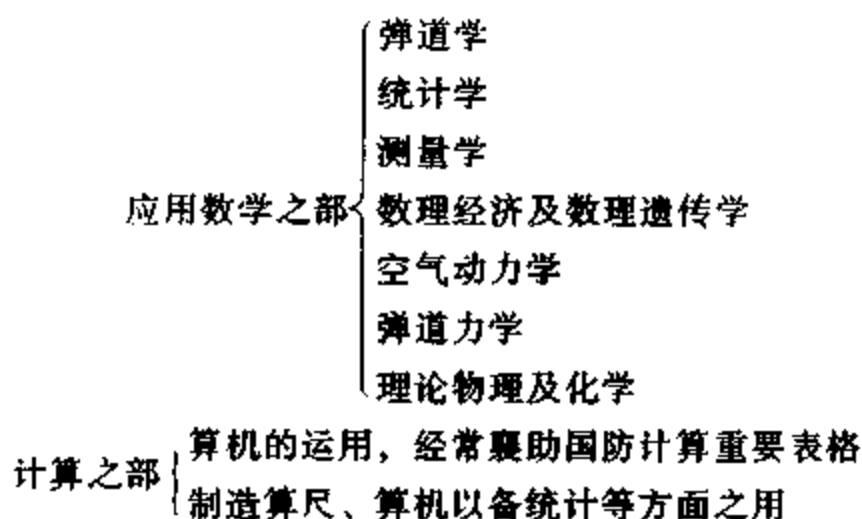 弹道学
统计学
测量学
应用数学之部 数理经济及数理遗传学
空气动力学
弹道力学
理论物理及化学
计算之部 算机的运用，经常襄助国防计算重要表格
制造算尺、算机以备统计等方面之用